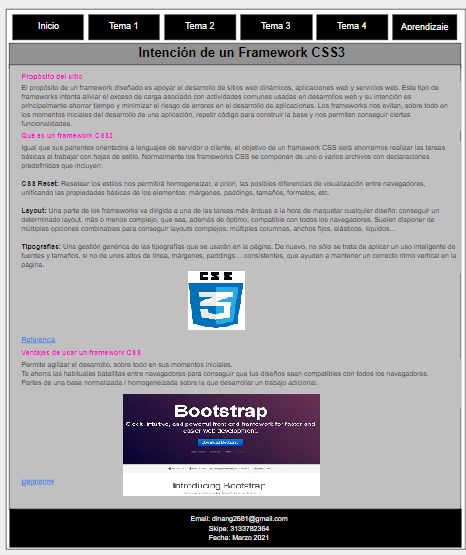 Inicio
Tema 1
Tema 2
Tema 3
Tema 4
Aprendizaje
Intención de un Framework CSS3
Proposito del sitio
El propósito de un framework diseñado es apoyar el desarrollo de sitios web dinámicos, aplicaciones web y servicios web. Este tipo de
frameworks intenta aliviar el exceso de carga asociado con actividades comunes usadas en desarrollos web y su intención es
principalmente ahorrar tiempo y minimizar el riesgo de errores en el desarrollo de aplicaciones. Los frameworks nos evitan, sobre todo en
los momentos iniciales del desarrollo de una aplicación, repetir código para construir la base y nos permiten conseguir ciertas
funcionalidades.
Qué es un framework CSS3
Igual que sus parientes orientados a lenguajes de servidor o cliente, el objetivo de un framework CSS será ahorrarnos realizar las tareas
básicas al trabajar con hojas de estilo. Normalmente los frameworks CSS se componen de uno o varios archivos con declaraciones
predefinidas que incluyen:
CSS Reset: Resetear los estilos nos permitirá homogeneizar, a priori, las posibles diferencias de visualización entre navegadores,
unificando las propiedades básicas de los elementos: márgenes, paddings, tamaños, formatos, etc.
Layout: Una parte de los frameworks va dirigida a una de las tareas más arduas a la hora de maquetar cualquier diseño: conseguir un
determinado layout, más o menos complejo, que sea, además de óptimo, compatible con todos los navegadores. Suelen disponer de
múltiples opciones combinables para conseguir layouts complejos: múltiples columnas, anchos fijos, elásticos, líquidos...
Tipografías: Una gestión genérica de las tipografías que se usarán en la página. De nuevo, no sólo se trata de aplicar un uso inteligente de
fuentes y tamaños, si no de unos altos de línea, márgenes, paddings... consistentes, que ayuden a mantener un correcto ritmo vertical en la
página.
CSS
3
Referencia
Ventajas de usar un framework CSS
Permite agilizar el desarrollo, sobre todo en sus momentos iniciales.
Te ahorra las habituales batallitas entre navegadores para conseguir que tus diseños sean compatibles con todos los navegadores.
Partes de una base normalizada / homogeneizada sobre la que desarrollar un trabajo adicional.
Bootstrap
Sleek, intuitive, and powerful front-end framework for faster and
easier web development.
Introducing Bootstrap.
Referencia
Email: dinang2681@gmail.com
Skipe: 3133782364
Fecha: Marzo 2021